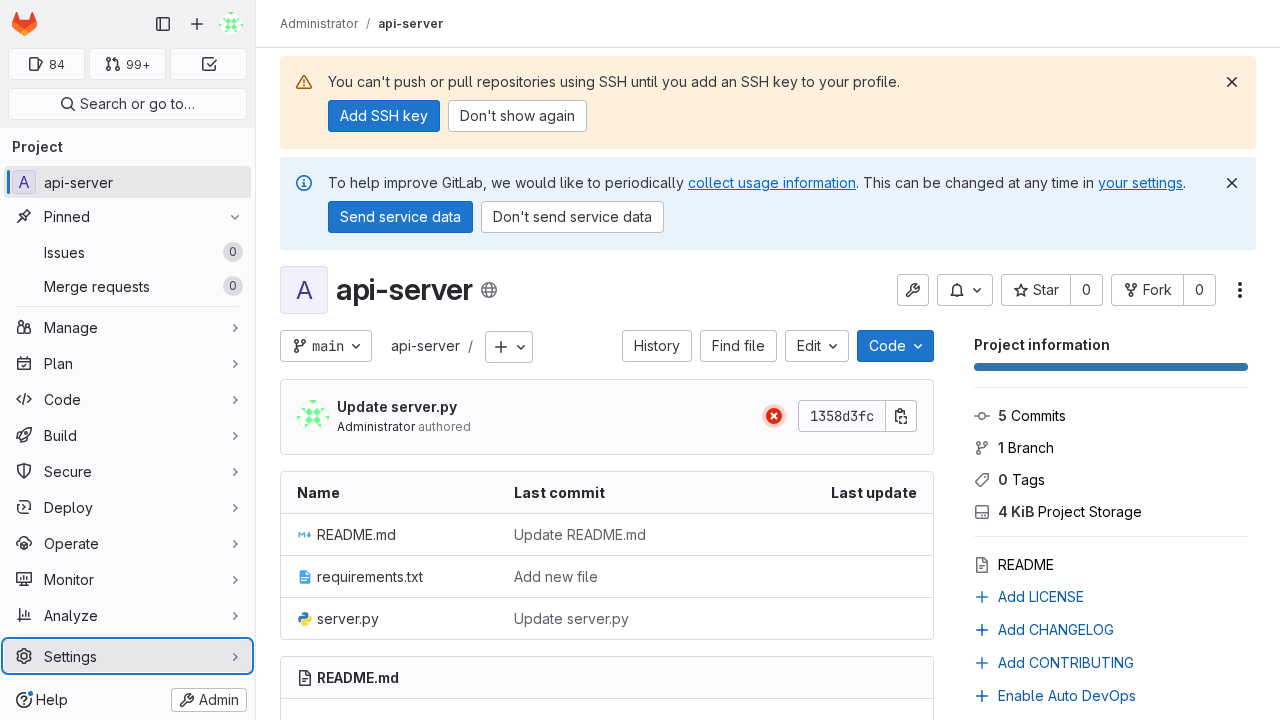 84
99+
Search or go to…
Project
A
api-server
Pinned
Issues
0
Merge requests
0
Manage
Plan
Code
Build
Secure
Deploy
Operate
Monitor
Analyze
Settings
Help
Admin
Administrator / api-server
You can't push or pull repositories using SSH until you add an SSH key to your profile.
Add SSH key
Don't show again
To help improve GitLab, we would like to periodically collect usage information. This can be changed at any time in your settings.
Send service data
Don't send service data
A
api-server
Star
0
Fork
0
main
api-server /
History
Find file
Edit
Code
Update server.py
Administrator authored
1358d3fc
Name Last commit Last update
README.md Update README.md
requirements.txt Add new file
server.py Update server.py
README.md
Project information
5 Commits
1 Branch
0 Tags
4 KiB Project Storage
README
Add LICENSE
Add CHANGELOG
Add CONTRIBUTING
Enable Auto DevOps